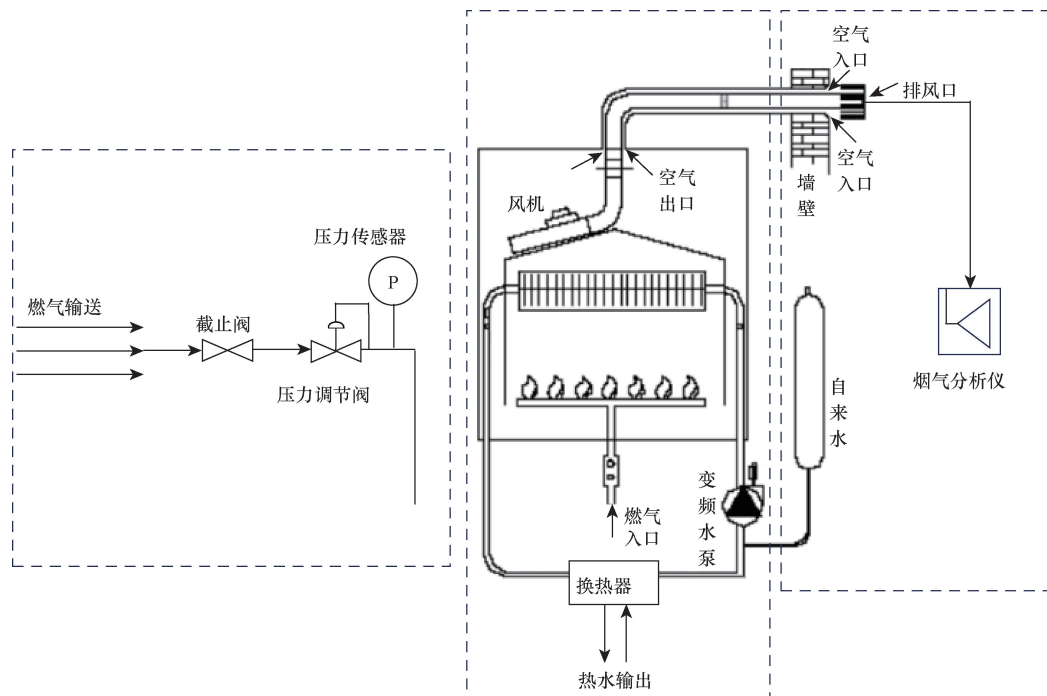 燃气输送
截止阀
压力传感器
P
压力调节阀
风机
空气
出口
燃气
入口
变
频
水
泵
换热器
热水输出
空气
入口
排风口
空气
入口
墙
壁
自
来
水
烟气分析仪